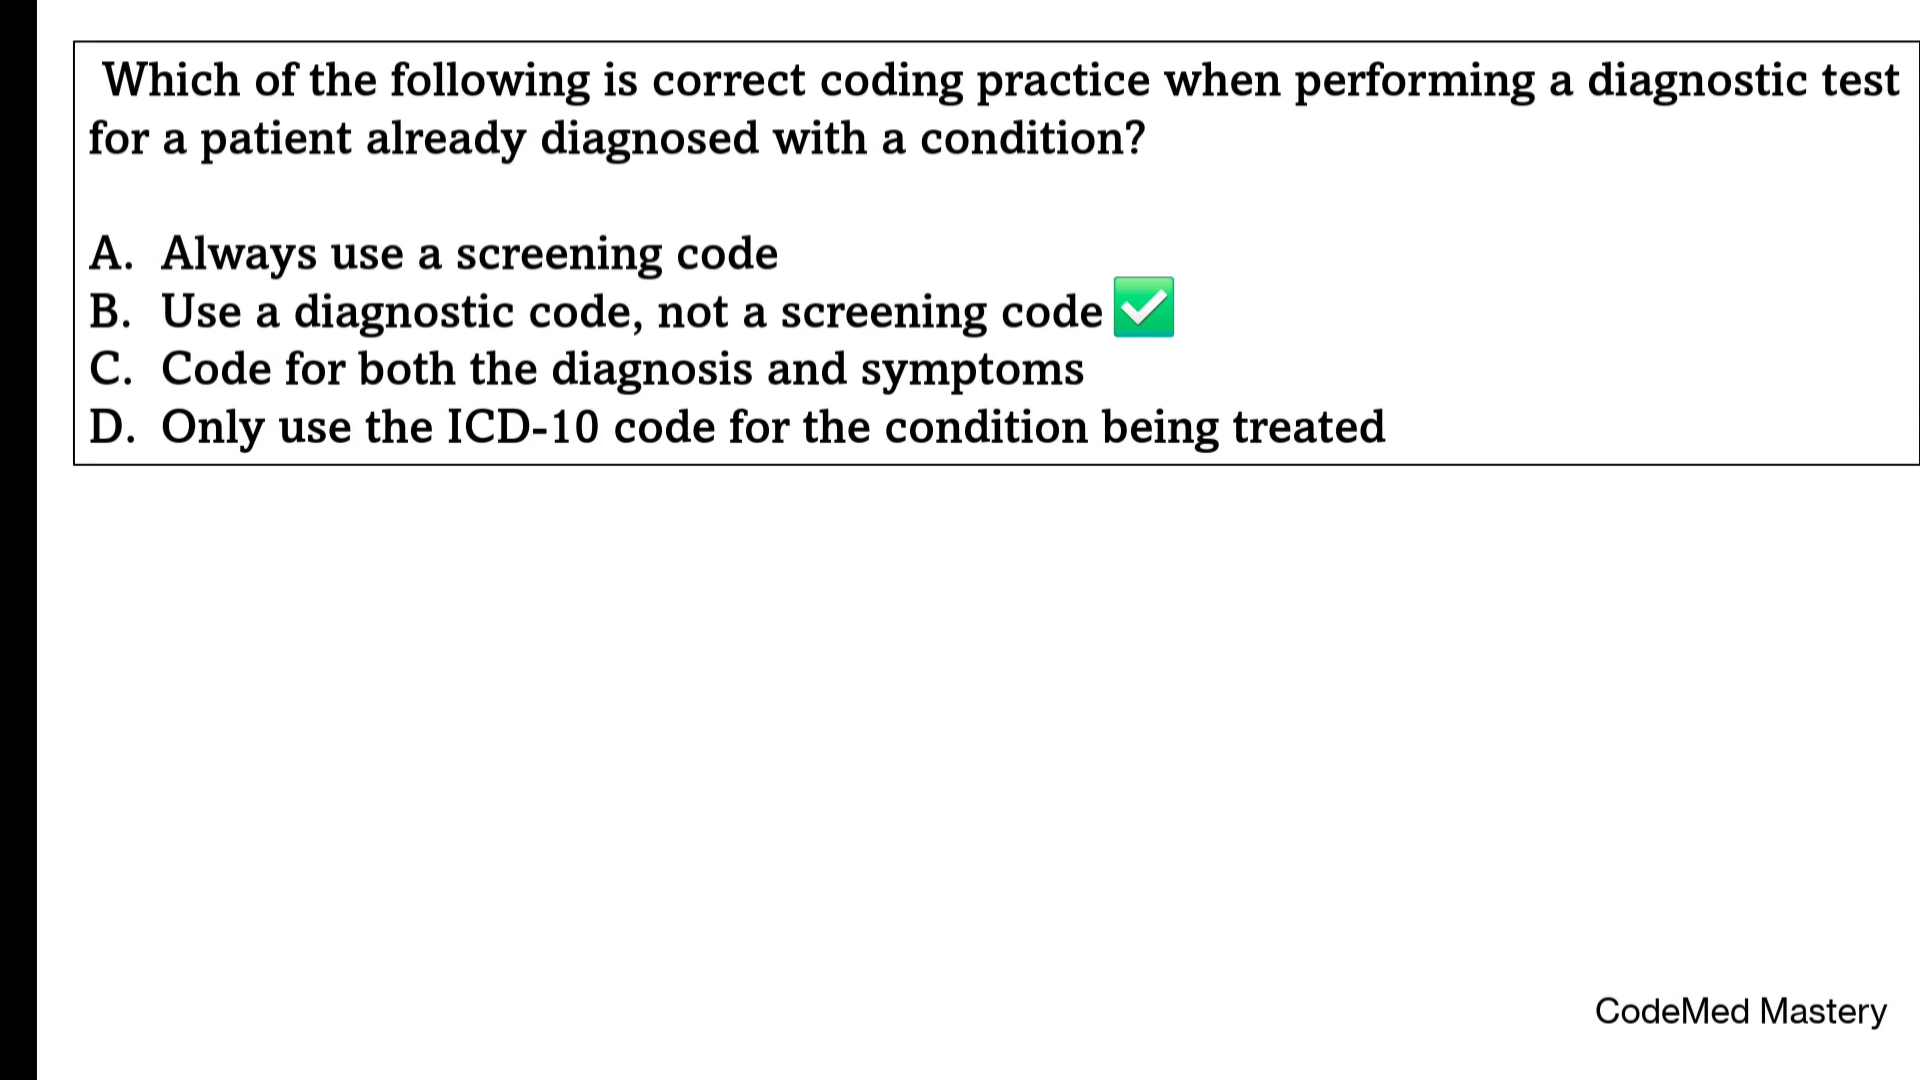 Which of the following is correct coding practice when performing a diagnostic test
for a patient already diagnosed with a condition?
A. Always use a screening code
B. Use a diagnostic code, not a screening code ✅
C. Code for both the diagnosis and symptoms
D. Only use the ICD-10 code for the condition being treated
CodeMed Mastery